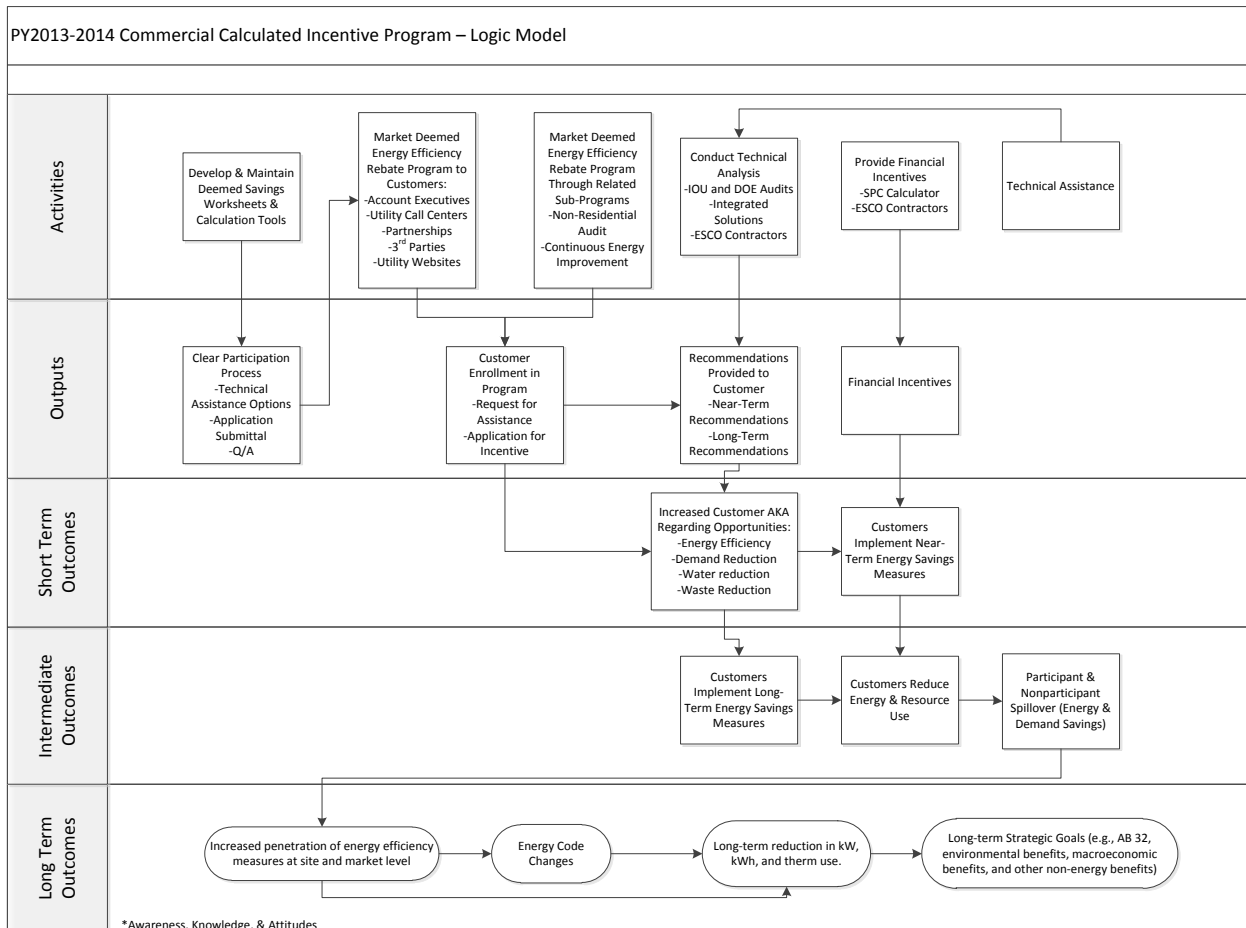 PY2013-2014 Commercial Calculated Incentive Program – Logic Model
Activities
Develop & Maintain
Deemed Savings
Worksheets &
Calculation Tools
Market Deemed
Energy Efficiency
Rebate Program to
Customers:
-Account Executives
-Utility Call Centers
-Partnerships
-3rd Parties
-Utility Websites
Market Deemed
Energy Efficiency
Rebate Program
Through Related
Sub-Programs
-Non-Residential
Audit
-Continuous Energy
Improvement
Conduct Technical
Analysis
-IOU and DOE Audits
-Integrated
Solutions
-ESCO Contractors
Provide Financial
Incentives
-SPC Calculator
-ESCO Contractors
Technical Assistance
Outputs
Clear Participation
Process
-Technical
Assistance Options
-Application
Submittal
-Q/A
Customer
Enrollment in
Program
-Request for
Assistance
-Application for
Incentive
Recommendations
Provided to
Customer
-Near-Term
Recommendations
-Long-Term
Recommendations
Financial Incentives
Short Term
Outcomes
Increased Customer AKA
Regarding Opportunities:
-Energy Efficiency
-Demand Reduction
-Water reduction
-Waste Reduction
Customers
Implement Near-
Term Energy Savings
Measures
Intermediate
Outcomes
Customers
Implement Long-
Term Energy Savings
Measures
Customers Reduce
Energy & Resource
Use
Participant &
Nonparticipant
Spillover (Energy &
Demand Savings)
Long Term
Outcomes
Increased penetration of energy efficiency
measures at site and market level
Energy Code
Changes
Long-term reduction in kW,
kWh, and therm use.
Long-term Strategic Goals (e.g., AB 32,
environmental benefits, macroeconomic
benefits, and other non-energy benefits)
*Awareness, Knowledge, & Attitudes